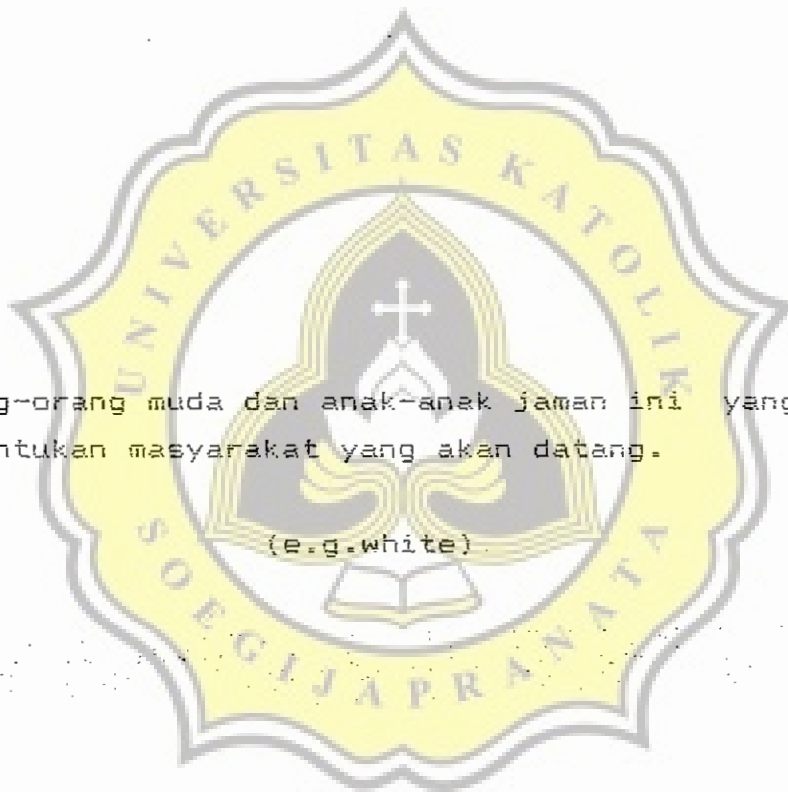 UNIVERSITAS KATOLIK
g-orang muda dan anak-anak jaman ini yang
ntukan masyarakat yang akan datang.
(e.g.white)
SOEGIJAPRANATA